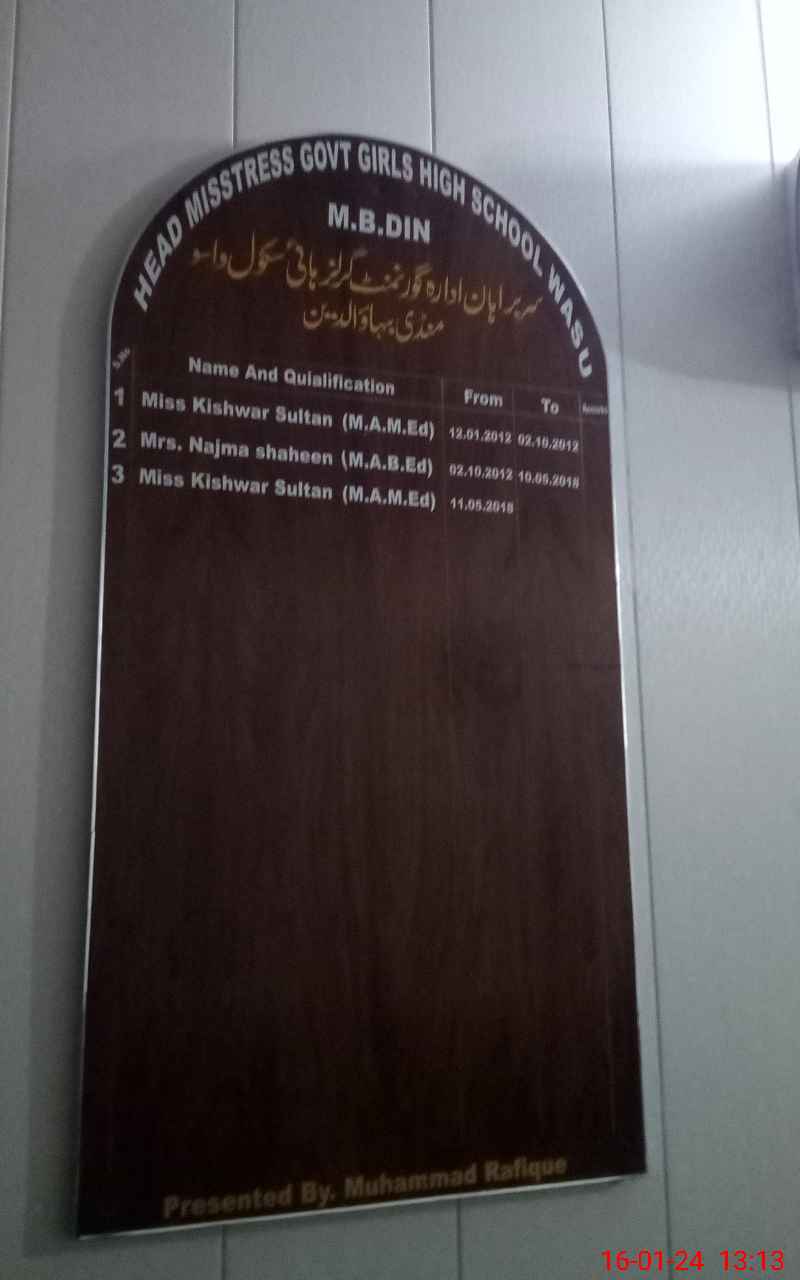 HEAD MISSTRESS GOVT GIRLS HIGH SCHOOL WASU
M.B.DIN
سربراہان ادارہ گورنمنٹ گرلز ہائی سکول واسو
منڈی بہاؤالدین
S.No Name And Quialification From To Remarks
1 Miss Kishwar Sultan (M.A.M.Ed) 12.01.2012 02.10.2012
2 Mrs. Najma shaheen (M.A.B.Ed) 02.10.2012 10.05.2018
3 Miss Kishwar Sultan (M.A.M.Ed) 11.05.2018
Presented By. Muhammad Rafique
16-01-24 13:13